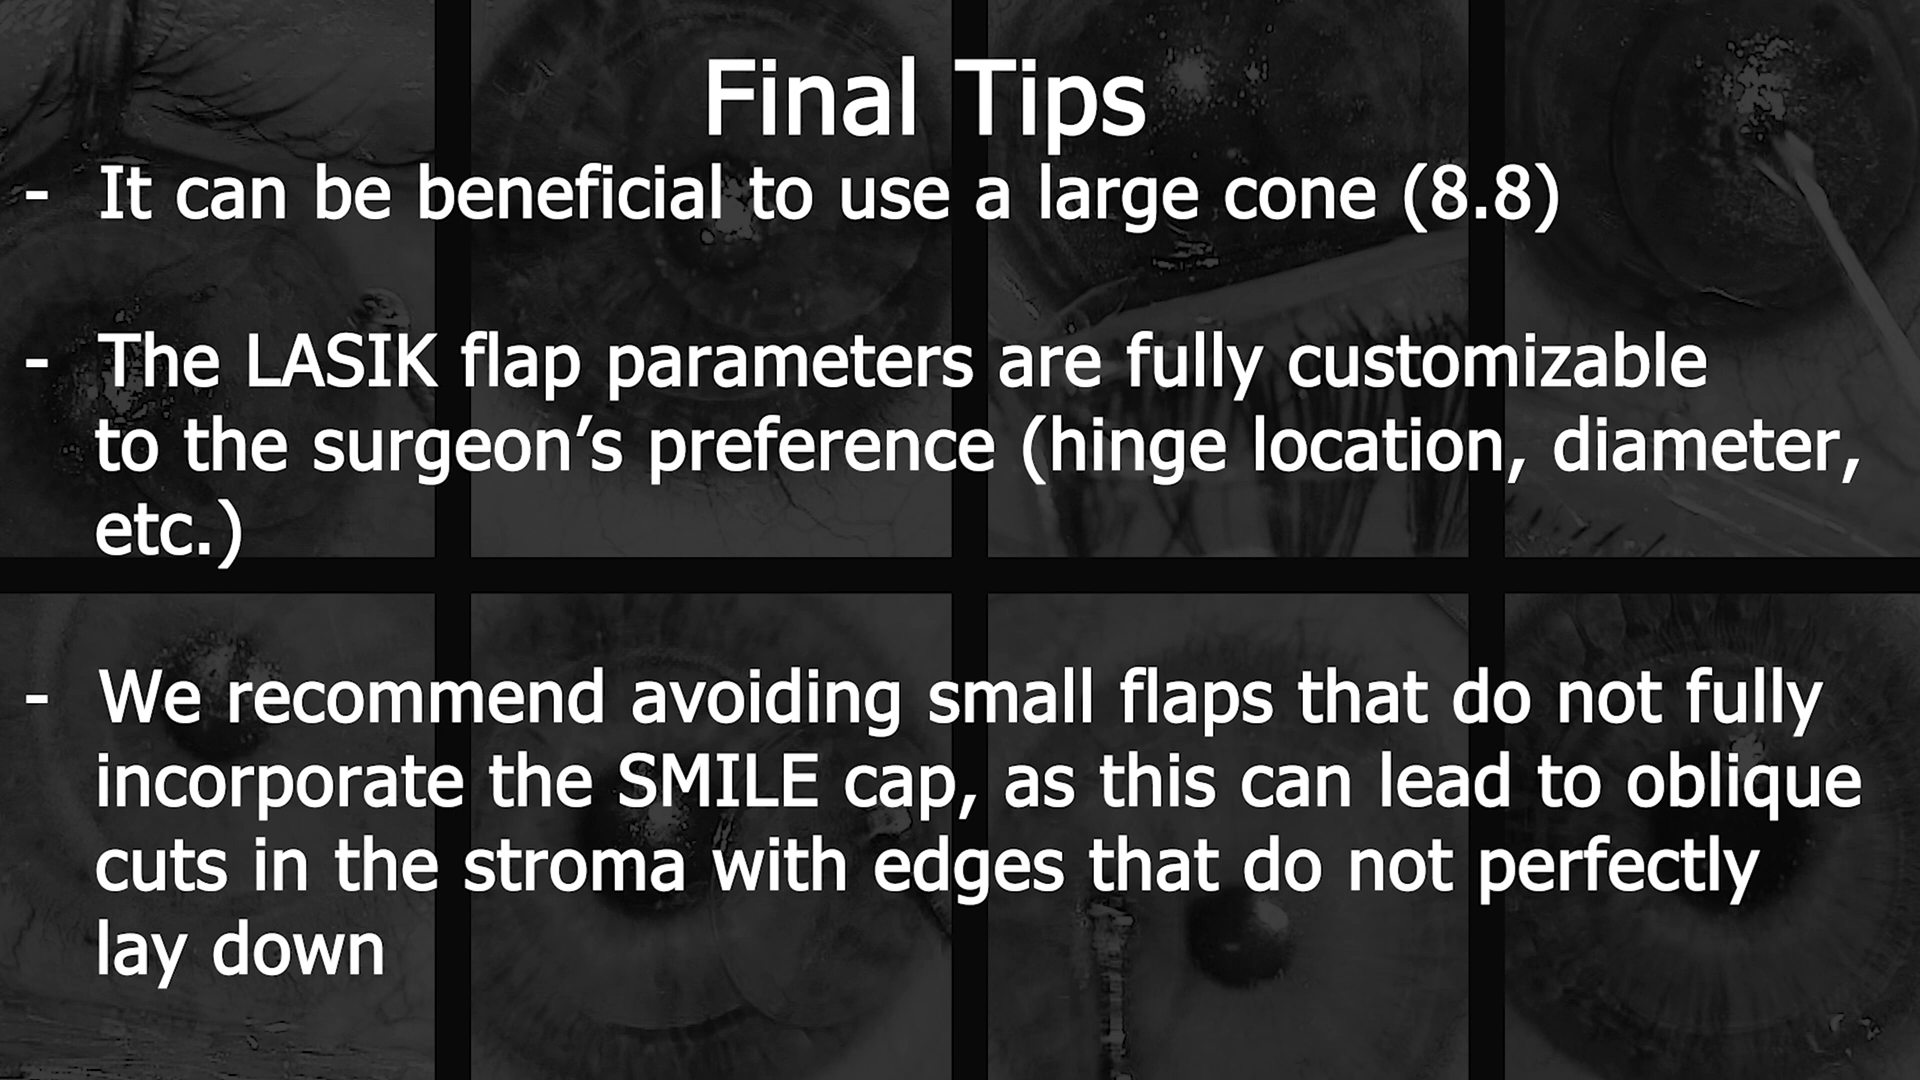 Final Tips
- It can be beneficial to use a large cone (8.8)
- The LASIK flap parameters are fully customizable
to the surgeon’s preference (hinge location, diameter,
etc.)
- We recommend avoiding small flaps that do not fully
incorporate the SMILE cap, as this can lead to oblique
cuts in the stroma with edges that do not perfectly
lay down